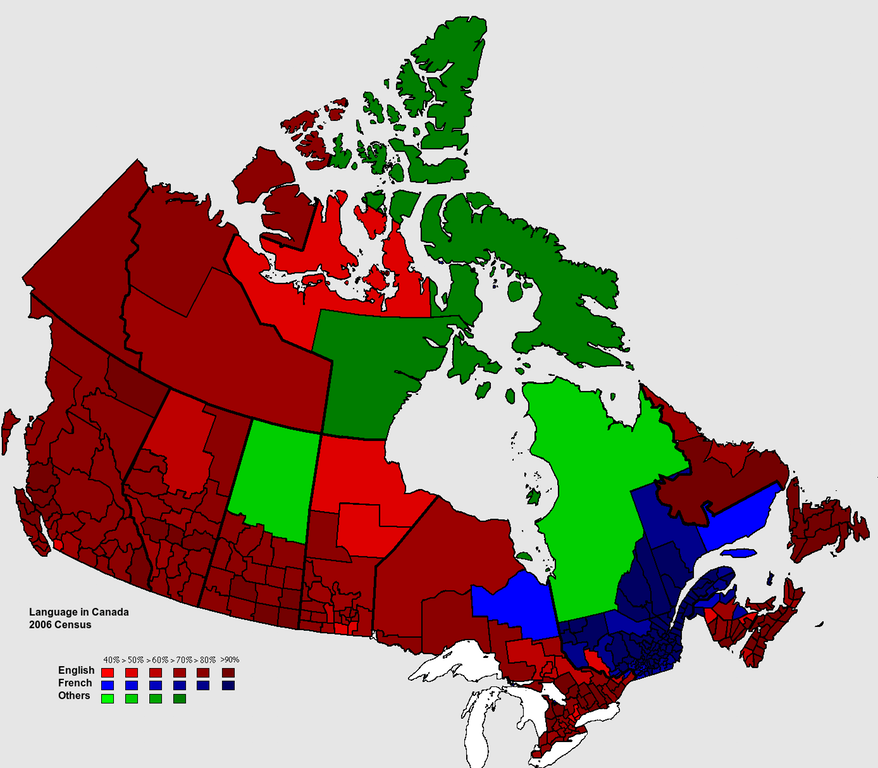 Language in Canada
2006 Census
40%>50%>60%>70%>80% >90%
English
French
Others